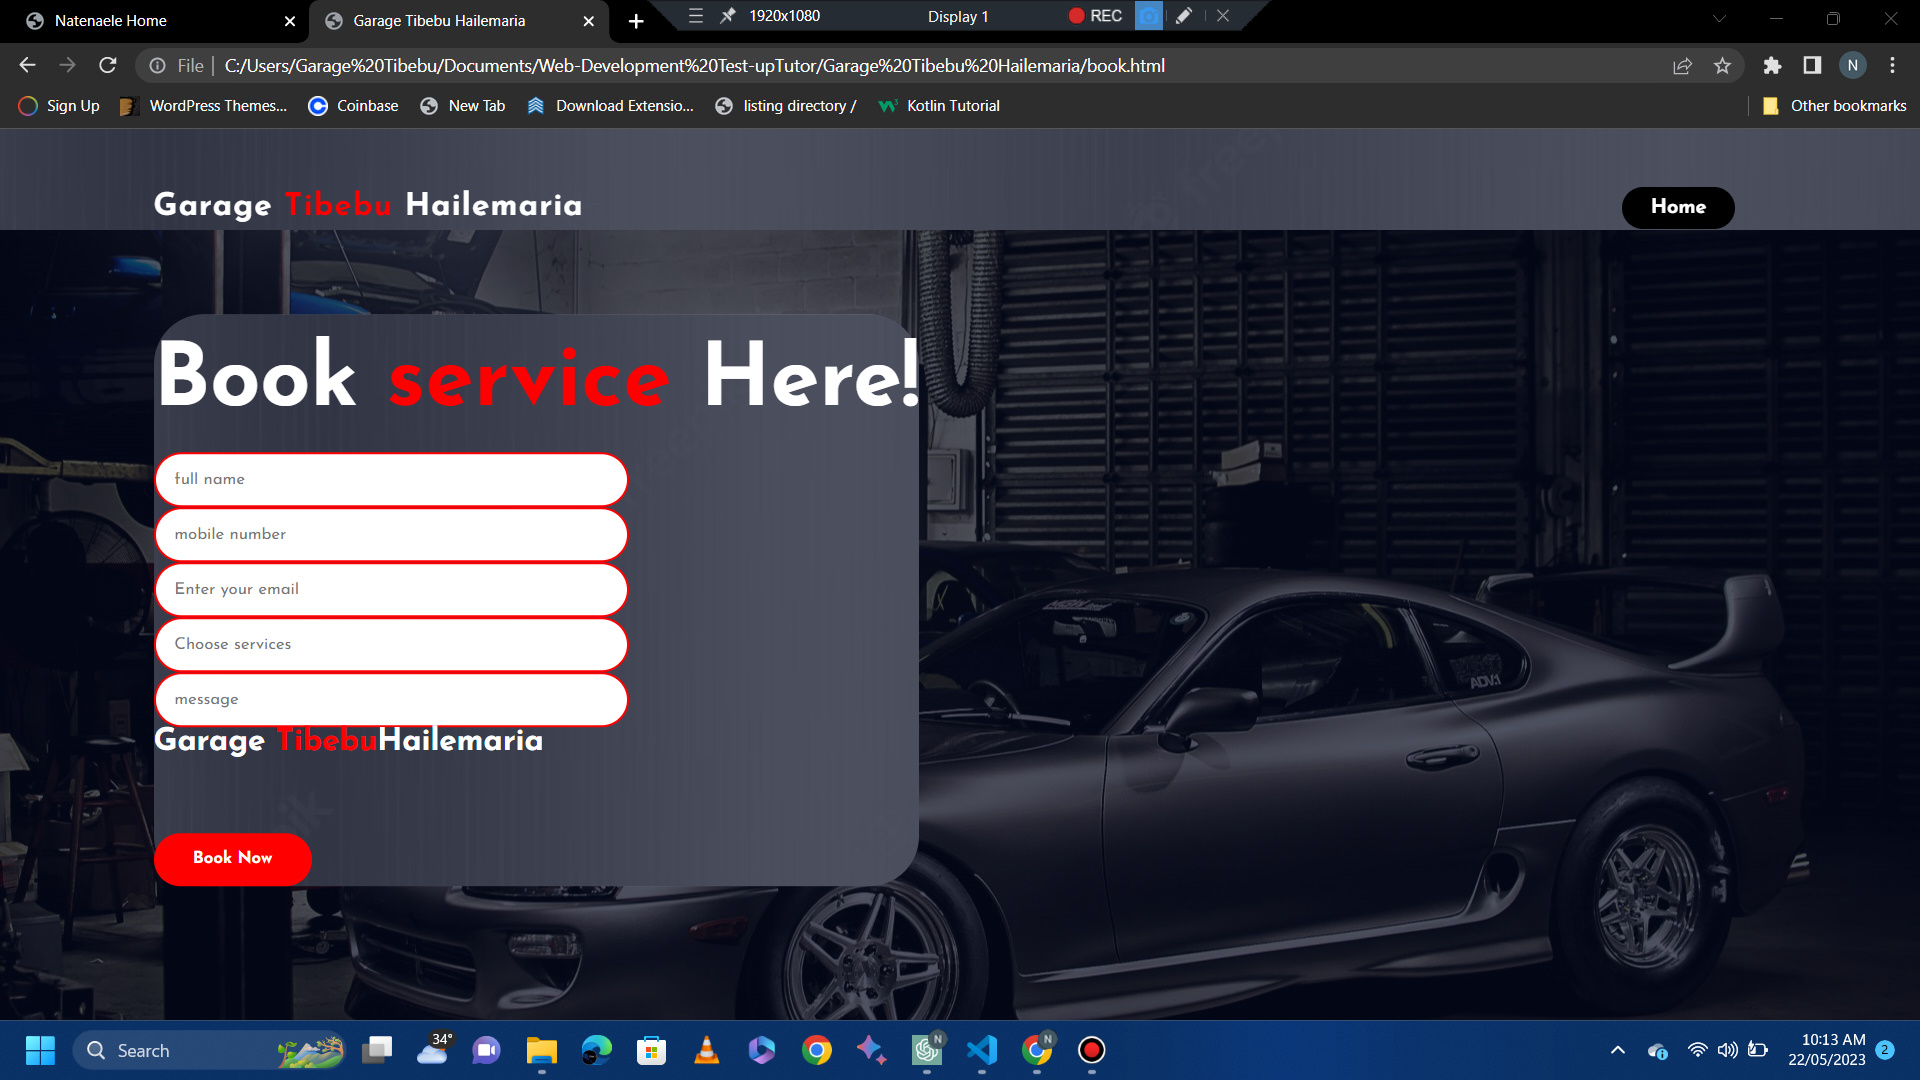 Natenaele Home
Garage Tibebu Hailemaria
1920x1080
Display 1
REC
File
C:/Users/Garage%20Tibebu/Documents/Web-Development%20Test-upTutor/Garage%20Tibebu%20Hailemaria/book.html
N
Sign Up
WordPress Themes...
Coinbase
New Tab
Download Extensio...
listing directory /
Kotlin Tutorial
Other bookmarks
Garage Tibebu Hailemaria
Home
Book service Here!
full name
mobile number
Enter your email
Choose services
message
Garage TibebuHailemaria
Book Now
ADV.1
Search
34°
N
N
10:13 AM
22/05/2023
2